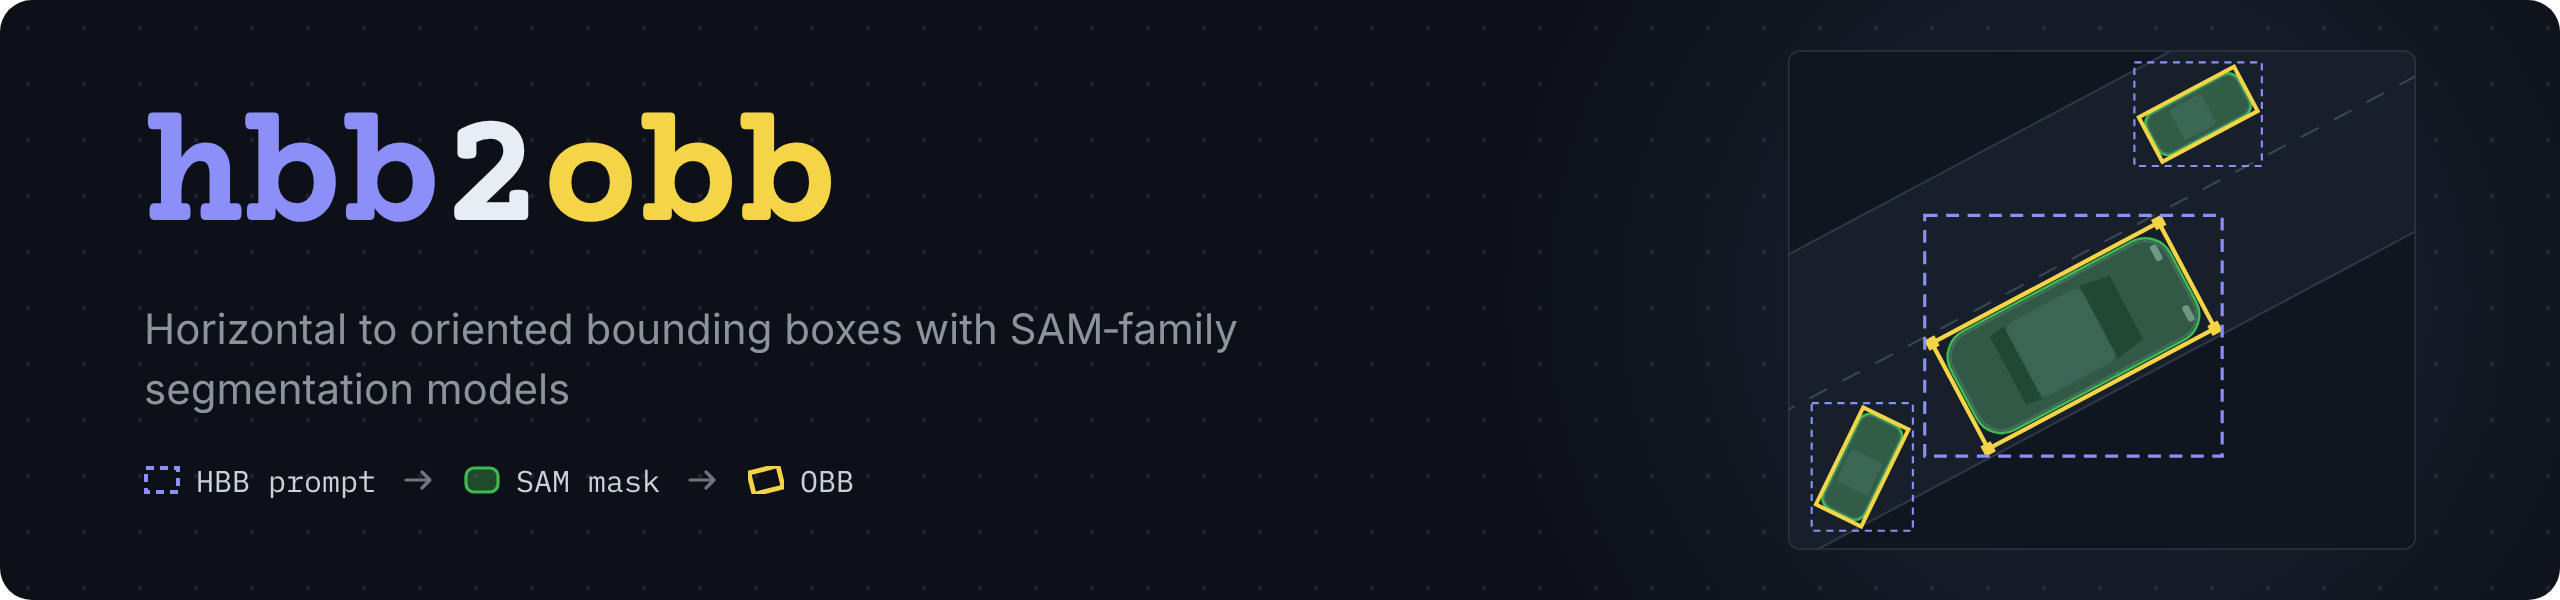 hbb2obb
Horizontal to oriented bounding boxes with SAM-family
segmentation models
HBB prompt → SAM mask → OBB